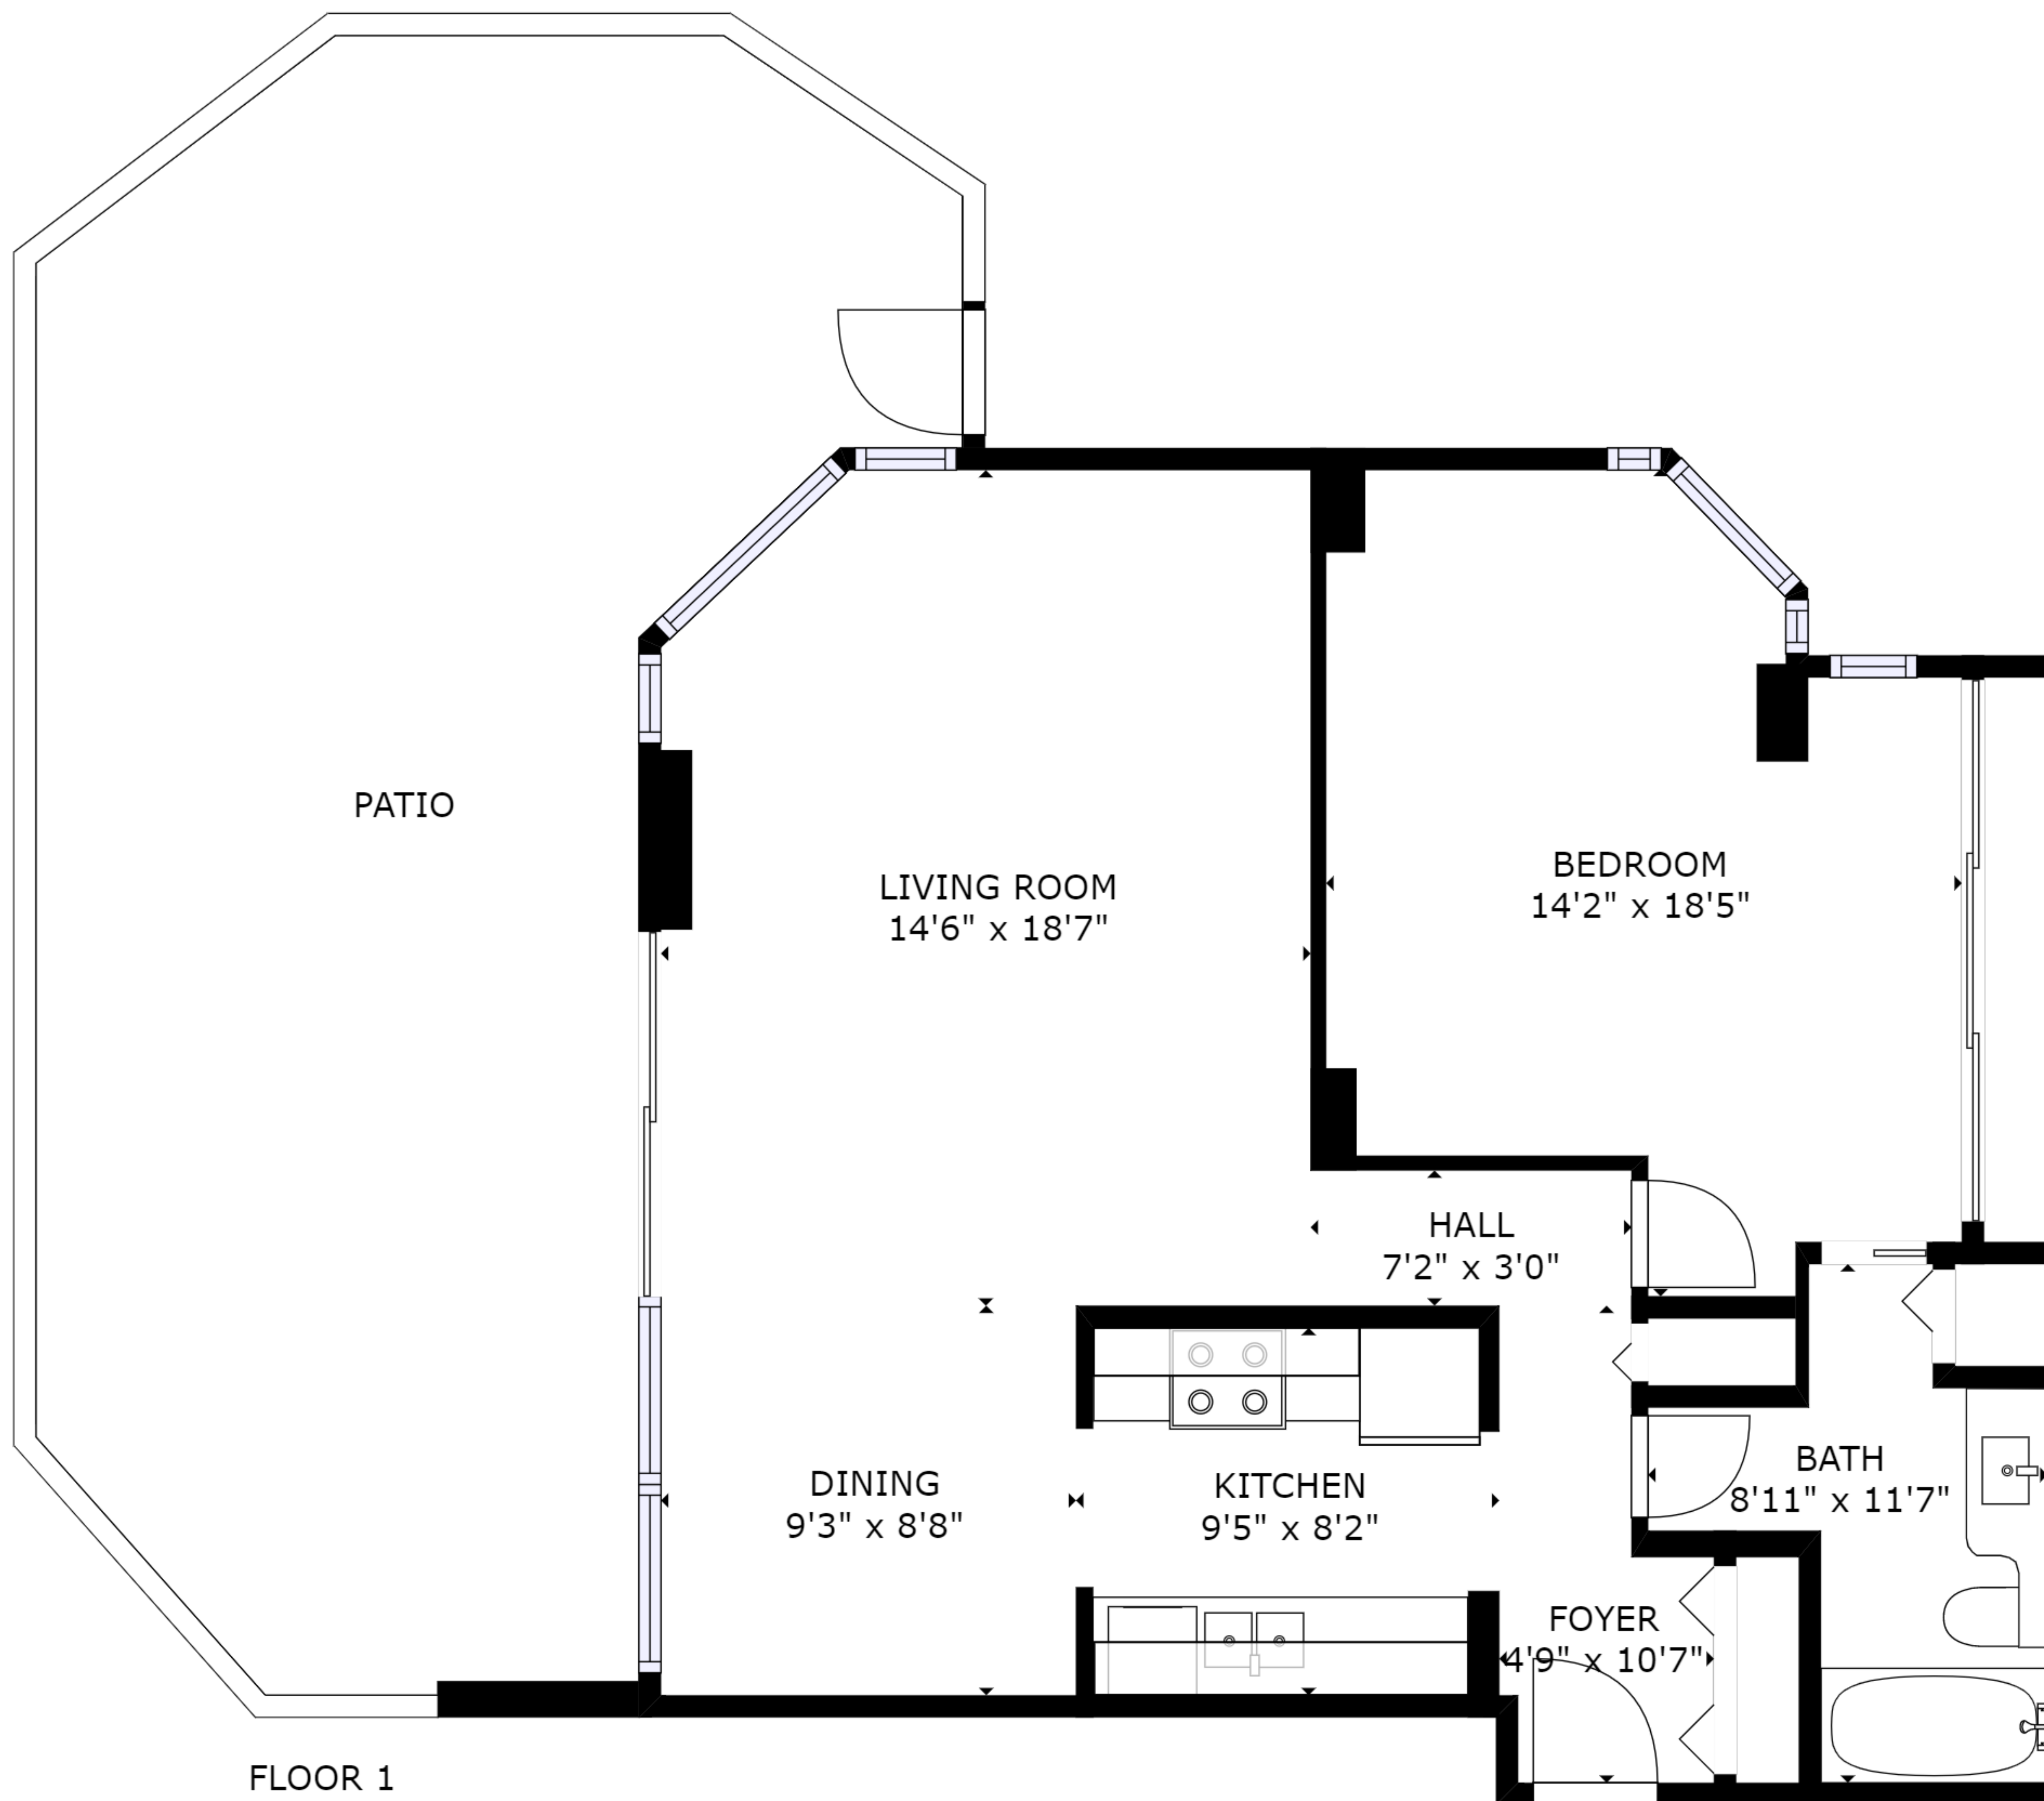 PATIO
LIVING ROOM
14'6" x 18'7"
BEDROOM
14'2" x 18'5"
HALL
7'2" x 3'0"
DINING
9'3" x 8'8"
KITCHEN
9'5" x 8'2"
BATH
8'11" x 11'7"
FOYER
4'9" x 10'7"
FLOOR 1